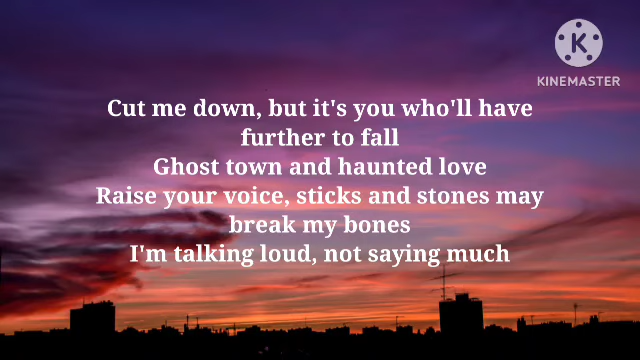 K
KINEMASTER
Cut me down, but it's you who'll have
further to fall
Ghost town and haunted love
Raise your voice, sticks and stones may
break my bones
I'm talking loud, not saying much